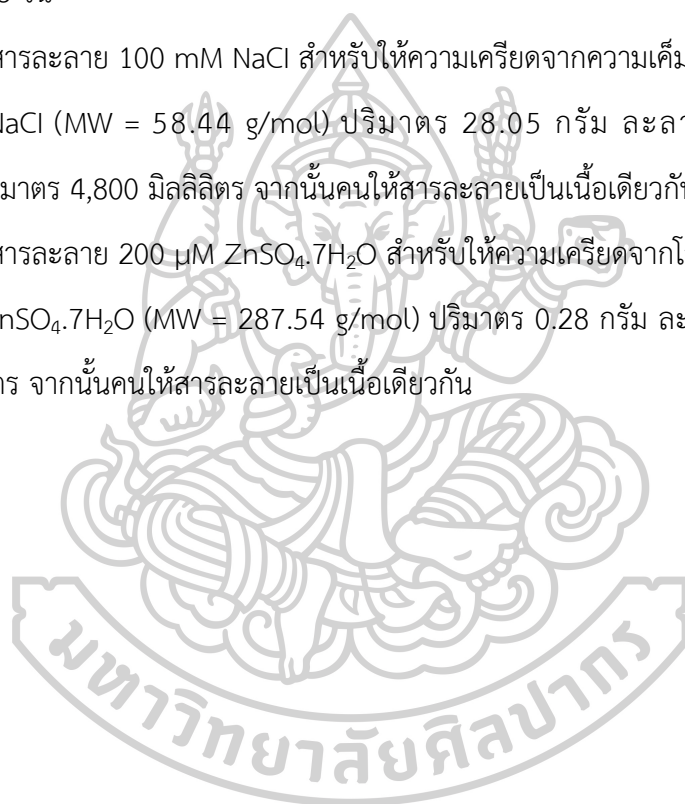 สารละลาย 100 mM NaCl สำหรับให้ความเครียดจากความเค็ม
NaCl (MW = 58.44 g/mol) ปริมาตร 28.05 กรัม ละลา
มาตร 4,800 มิลลิลิตร จากนั้นคนให้สารละลายเป็นเนื้อเดียวกัน
สารละลาย 200 µM ZnSO₄.7H₂O สำหรับให้ความเครียดจากโ
nSO₄.7H₂O (MW = 287.54 g/mol) ปริมาตร 0.28 กรัม ละ
จากนั้นคนให้สารละลายเป็นเนื้อเดียวกัน
มหาวิทยาลัยศิลปากร